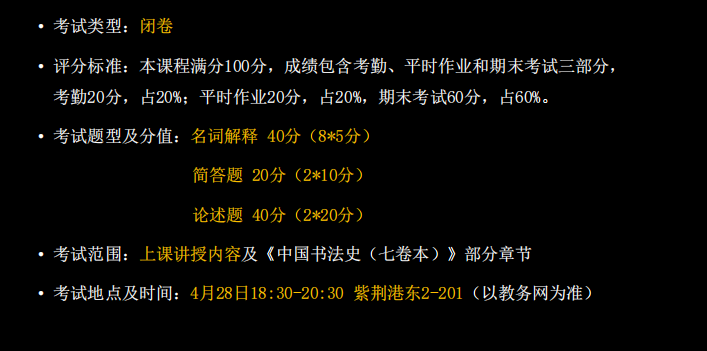 • 考试类型：闭卷
• 评分标准：本课程满分100分，成绩包含考勤、平时作业和期末考试三部分，
考勤20分，占20%；平时作业20分，占20%，期末考试60分，占60%。
• 考试题型及分值：名词解释 40分（8*5分）
简答题 20分（2*10分）
论述题 40分（2*20分）
• 考试范围：上课讲授内容及《中国书法史（七卷本）》部分章节
• 考试地点及时间：4月28日18:30-20:30 紫荆港东2-201（以教务网为准）